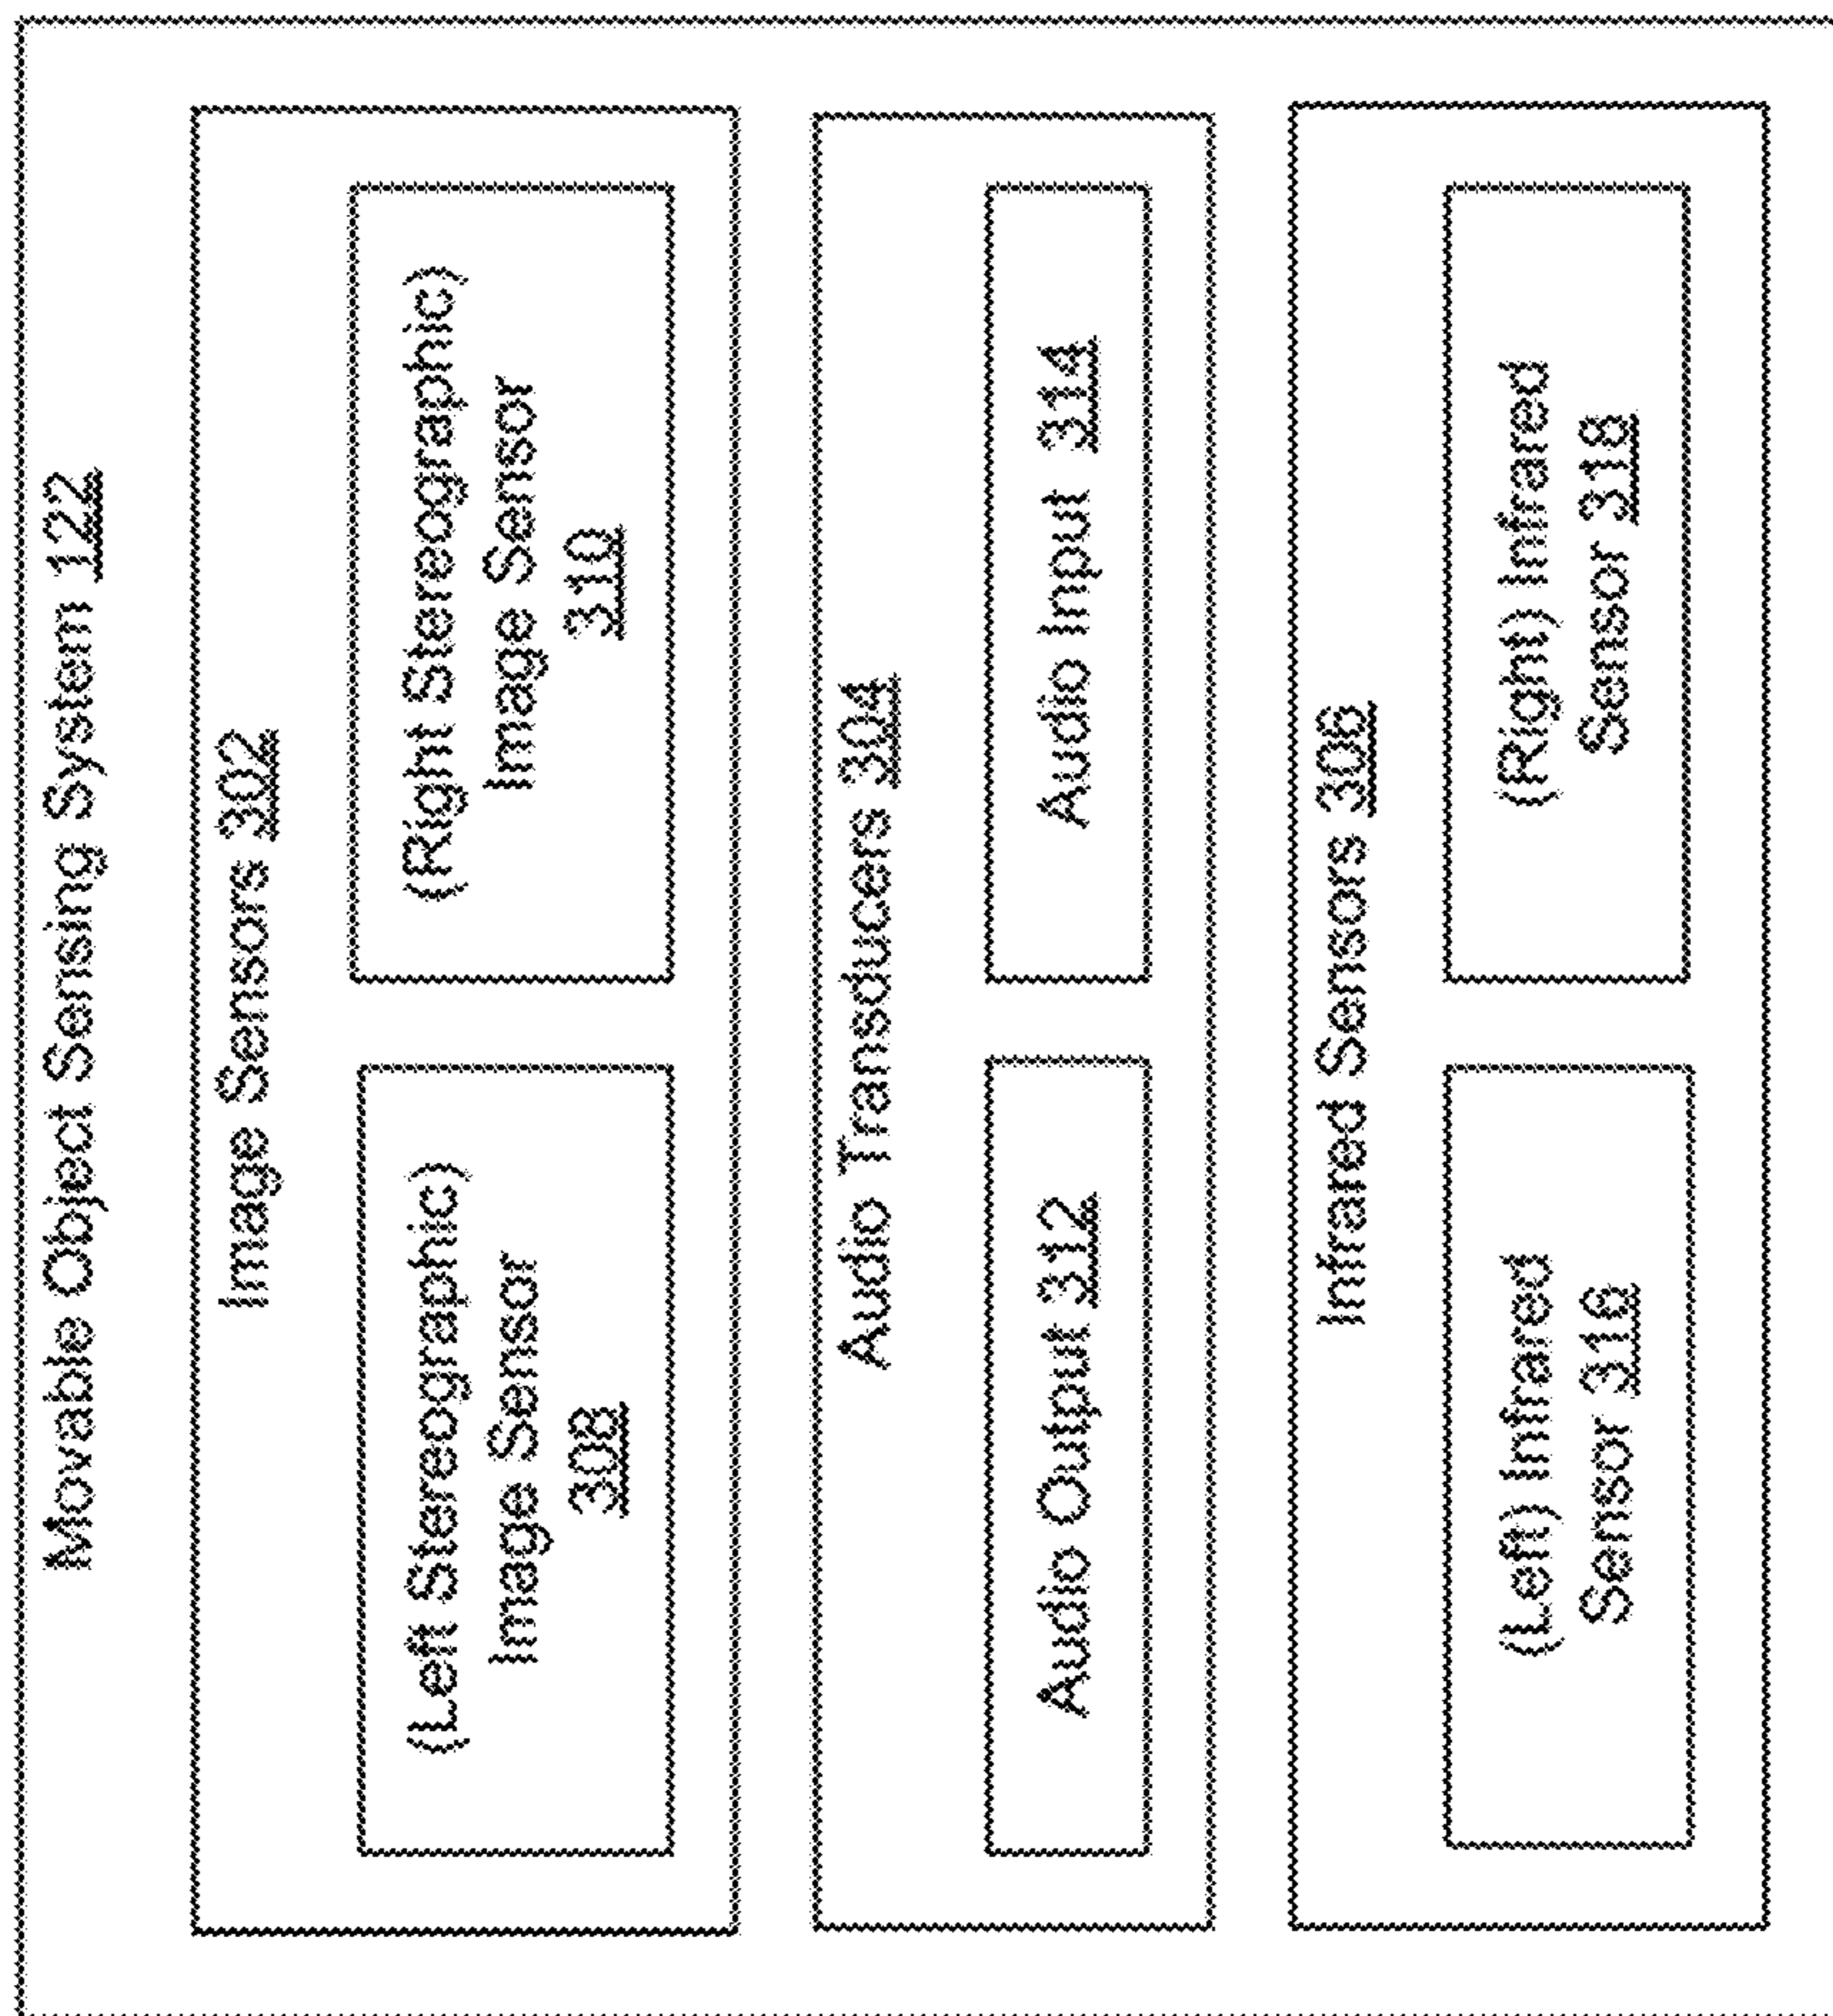 Movable Object Sensing System 122
Image Sensors 302
(Left Stereographic)
Image Sensor
308
(Right Stereographic)
Image Sensor
310
Audio Transducers 304
Audio Output 312
Audio Input 314
Infrared Sensors 306
(Left) Infrared
Sensor 316
(Right) Infrared
Sensor 318